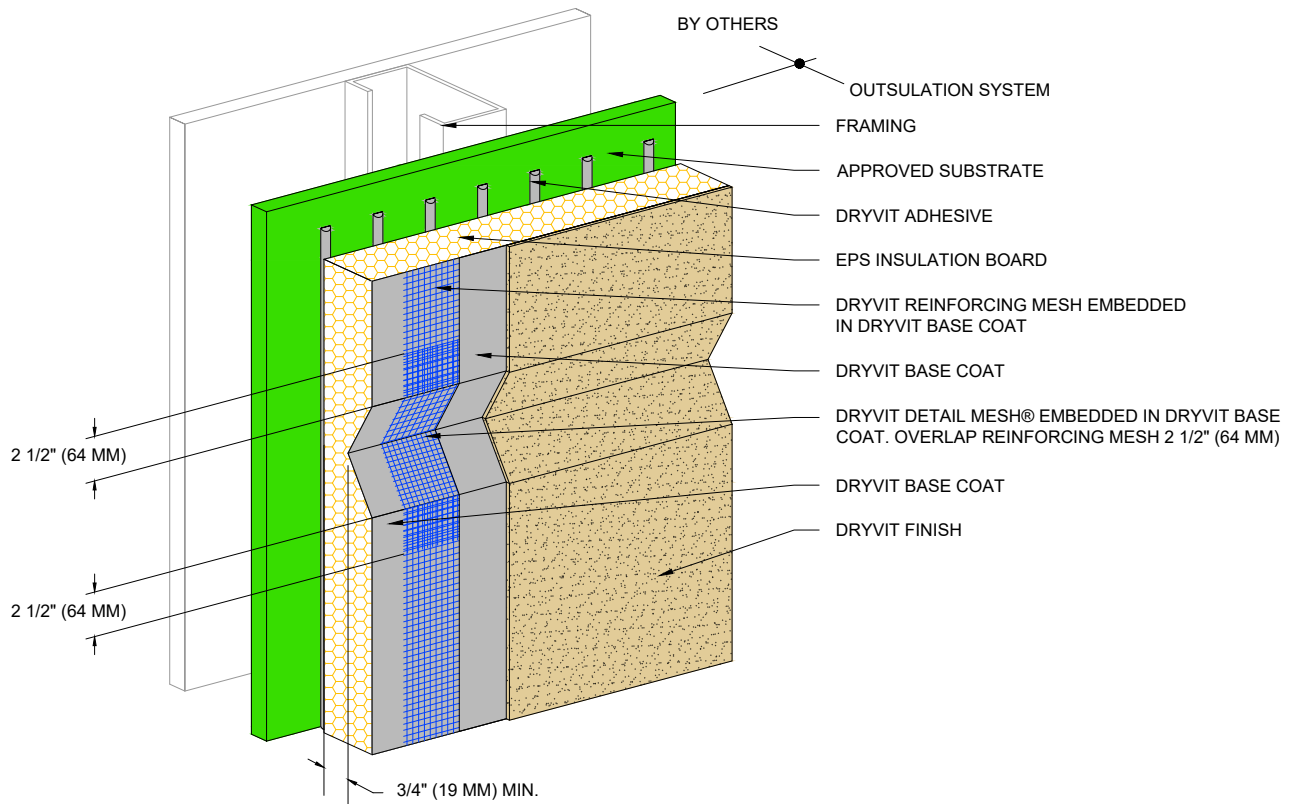 BY OTHERS
OUTSULATION SYSTEM
FRAMING
APPROVED SUBSTRATE
DRYVIT ADHESIVE
EPS INSULATION BOARD
DRYVIT REINFORCING MESH EMBEDDED
IN DRYVIT BASE COAT
DRYVIT BASE COAT
DRYVIT DETAIL MESH® EMBEDDED IN DRYVIT BASE
COAT. OVERLAP REINFORCING MESH 2 1/2" (64 MM)
2 1/2" (64 MM)
DRYVIT BASE COAT
DRYVIT FINISH
2 1/2" (64 MM)
3/4" (19 MM) MIN.